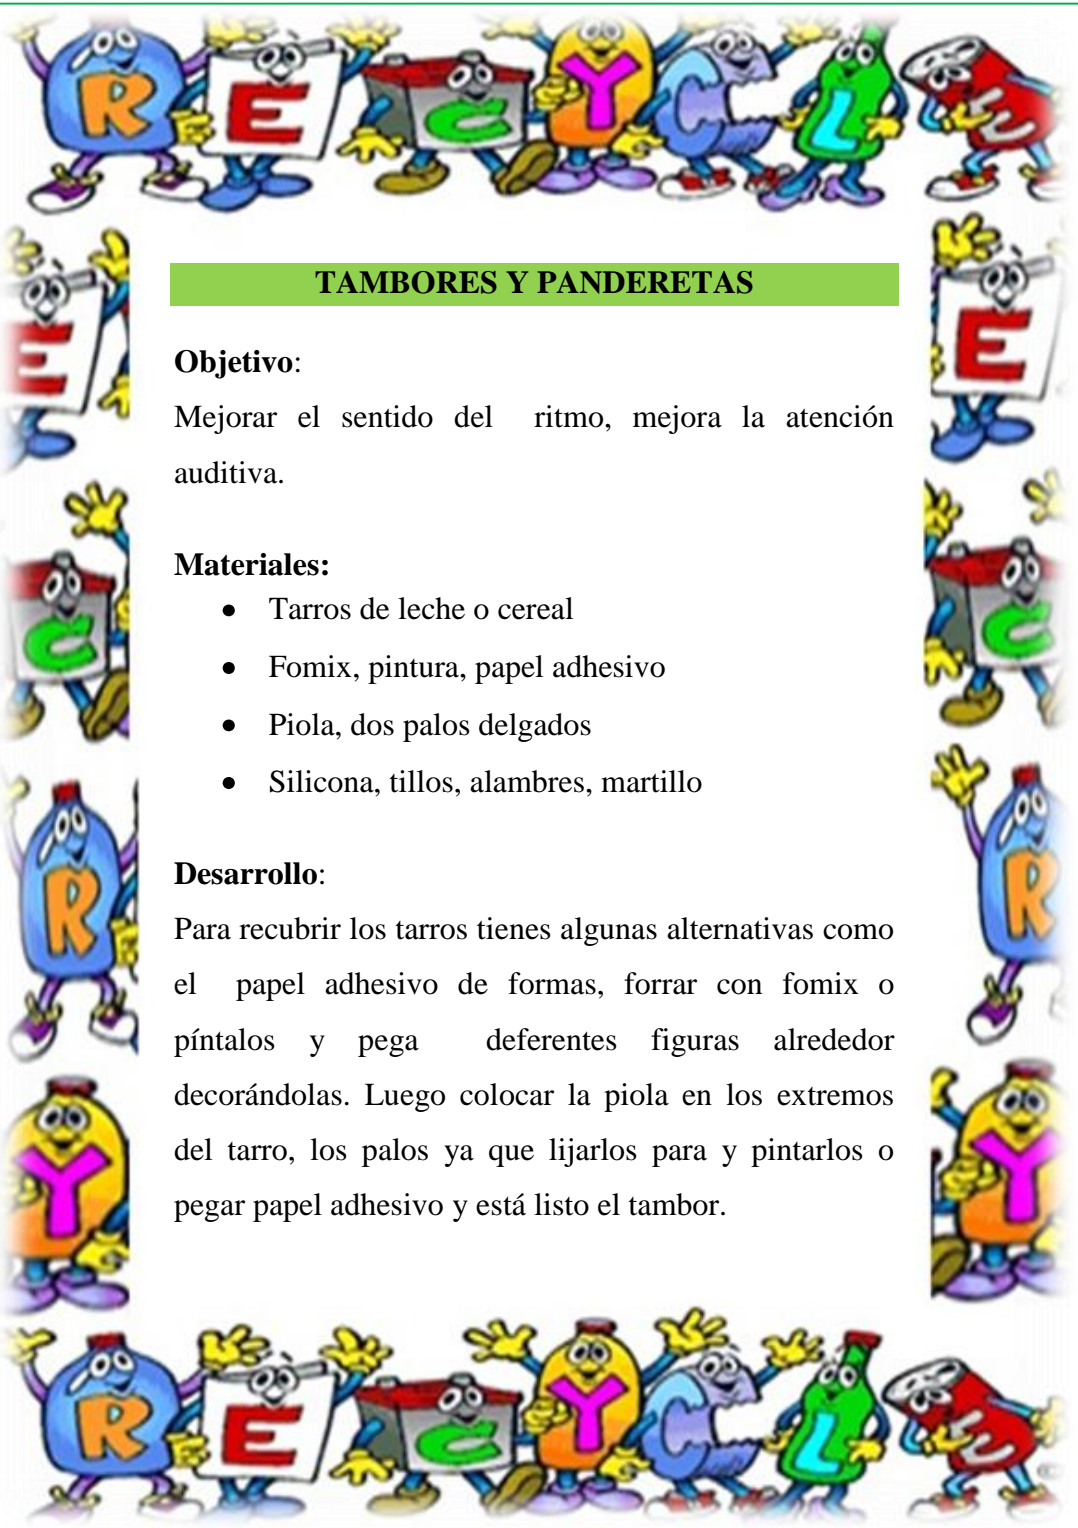 RECYCLE
TAMBORES Y PANDERETAS
Objetivo:
Mejorar el sentido del ritmo, mejora la atención
auditiva.
Materiales:
• Tarros de leche o cereal
• Fomix, pintura, papel adhesivo
• Piola, dos palos delgados
• Silicona, tillos, alambres, martillo
Desarrollo:
Para recubrir los tarros tienes algunas alternativas como
el papel adhesivo de formas, forrar con fomix o
píntalos y pega deferentes figuras alrededor
decorándolas. Luego colocar la piola en los extremos
del tarro, los palos ya que lijarlos para y pintarlos o
pegar papel adhesivo y está listo el tambor.
E
E
C
C
R
R
Y
Y
RECYCLE